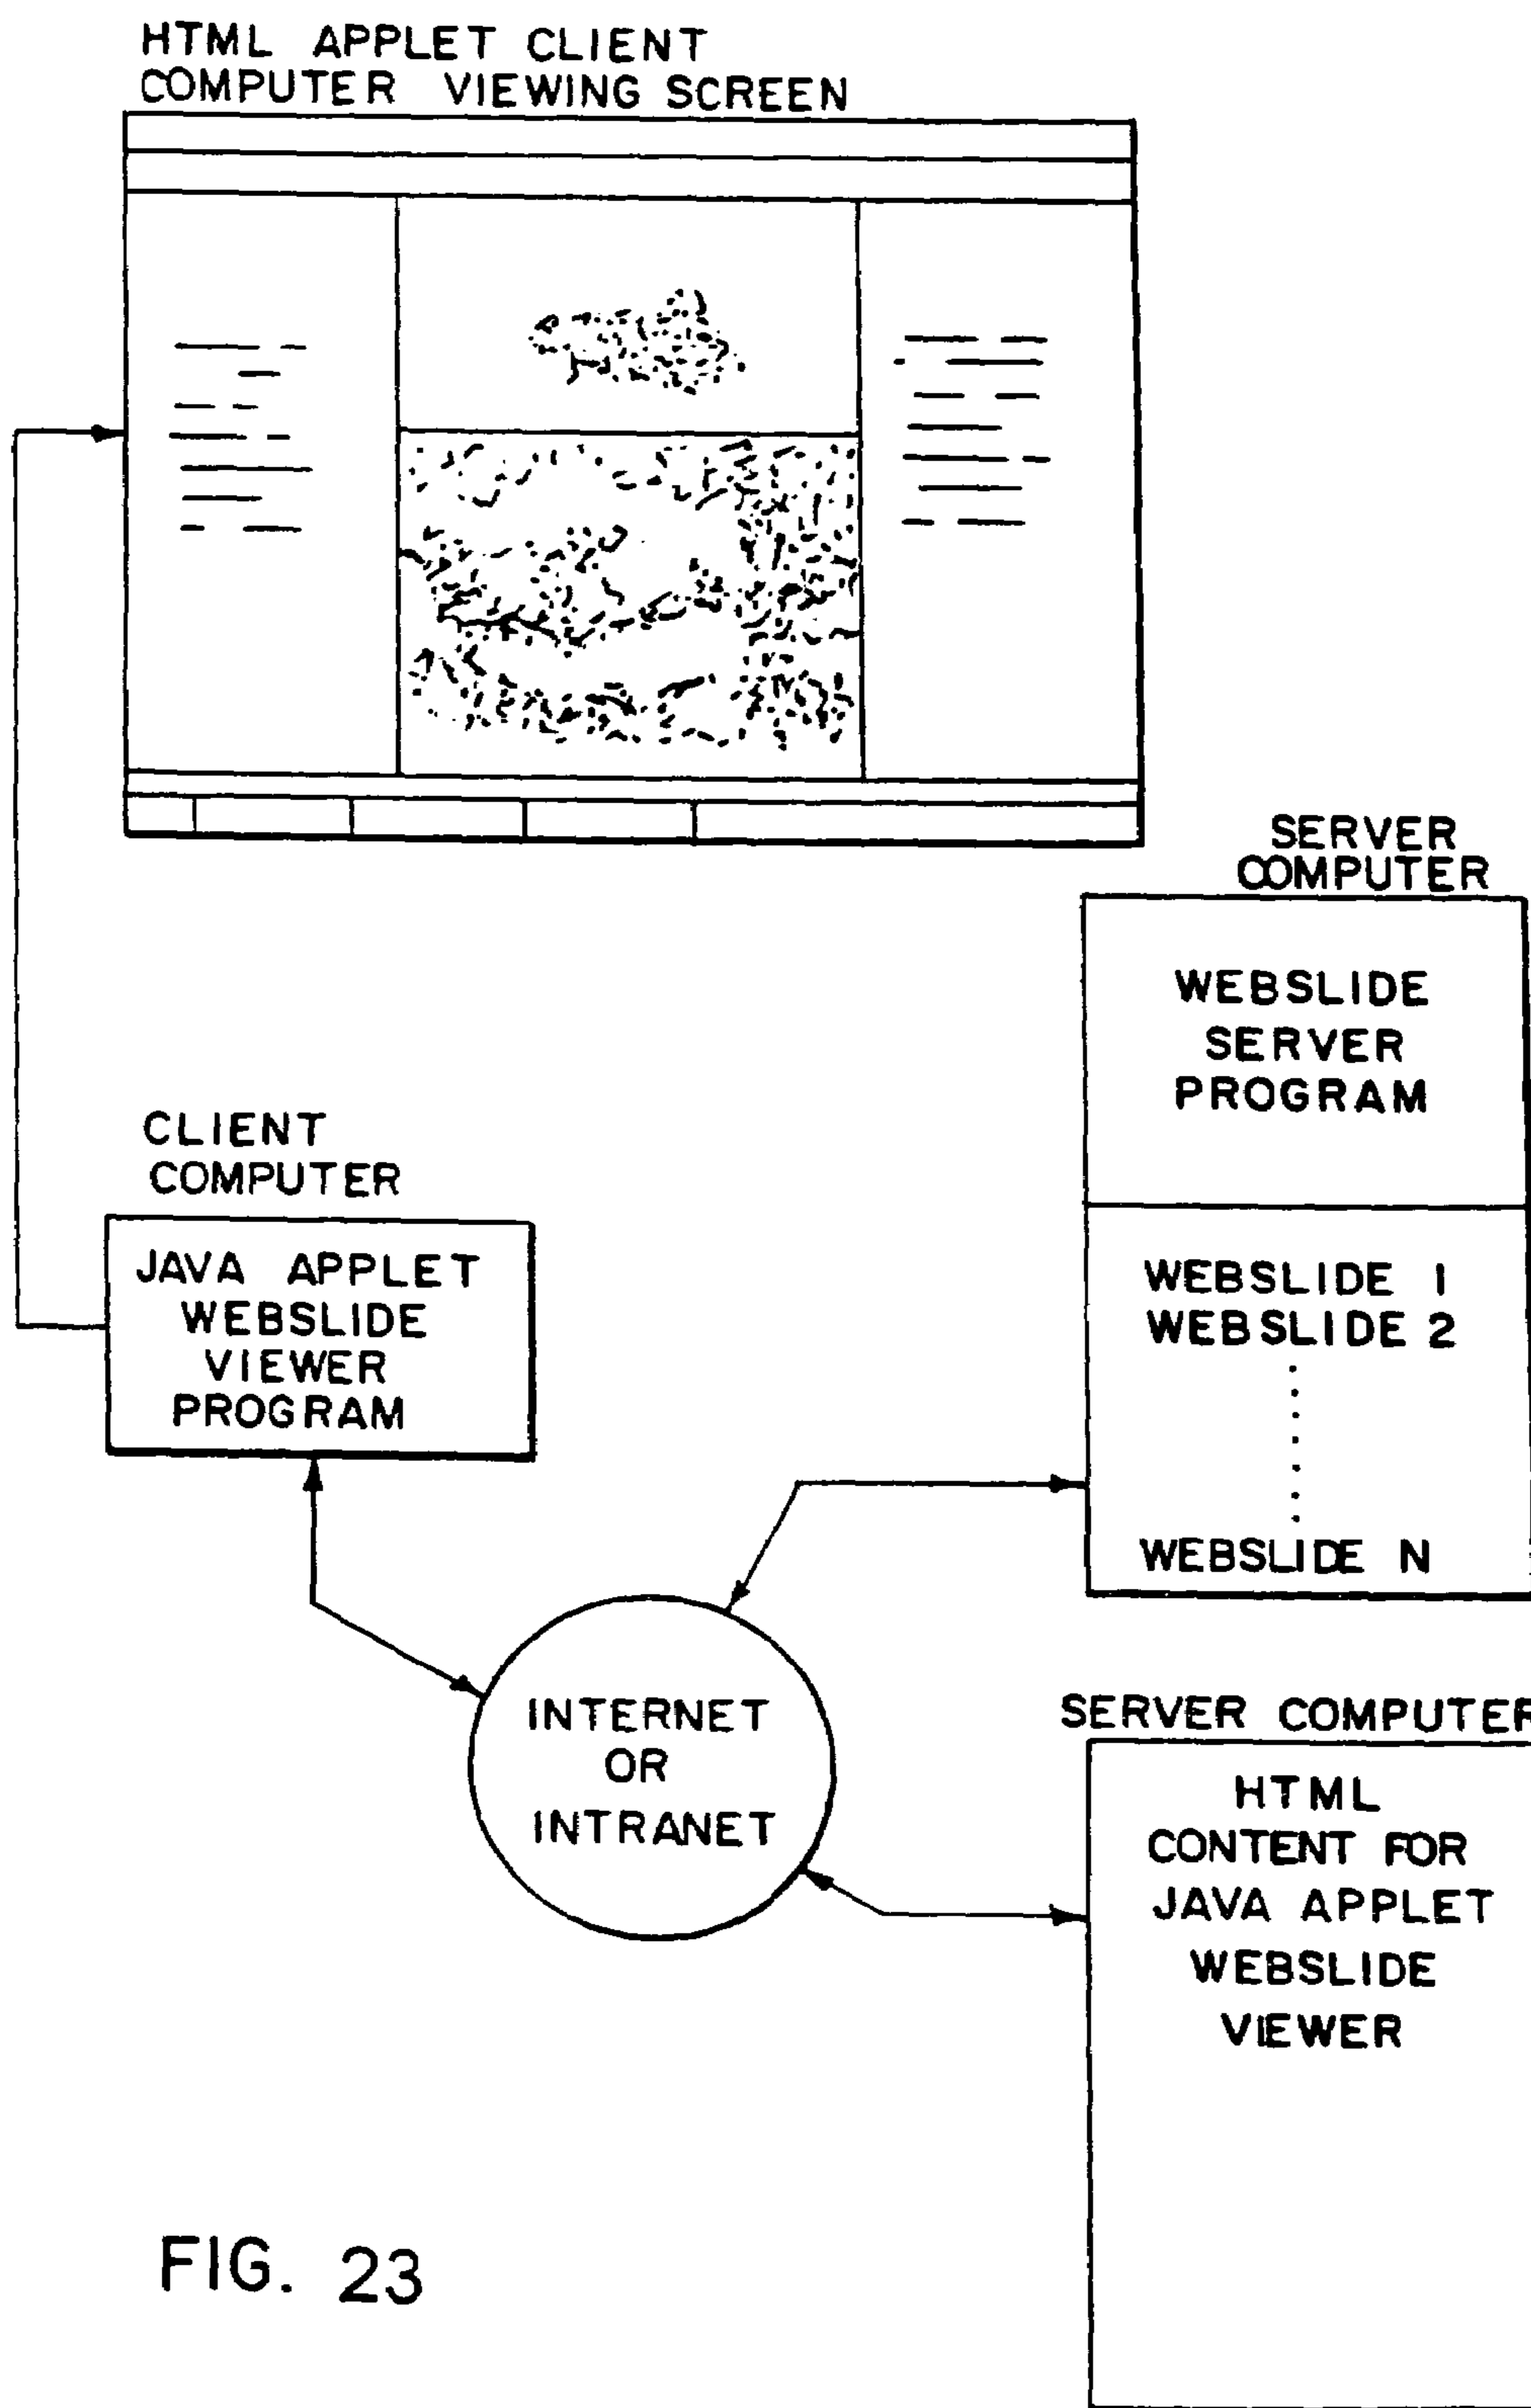 HTML APPLET CLIENT
COMPUTER VIEWING SCREEN
SERVER
COMPUTER
WEBSLIDE
SERVER
PROGRAM
WEBSLIDE 1
WEBSLIDE 2
WEBSLIDE N
CLIENT
COMPUTER
JAVA APPLET
WEBSLIDE
VIEWER
PROGRAM
INTERNET
OR
INTRANET
SERVER COMPUTER
HTML
CONTENT FOR
JAVA APPLET
WEBSLIDE
VIEWER
FIG. 23